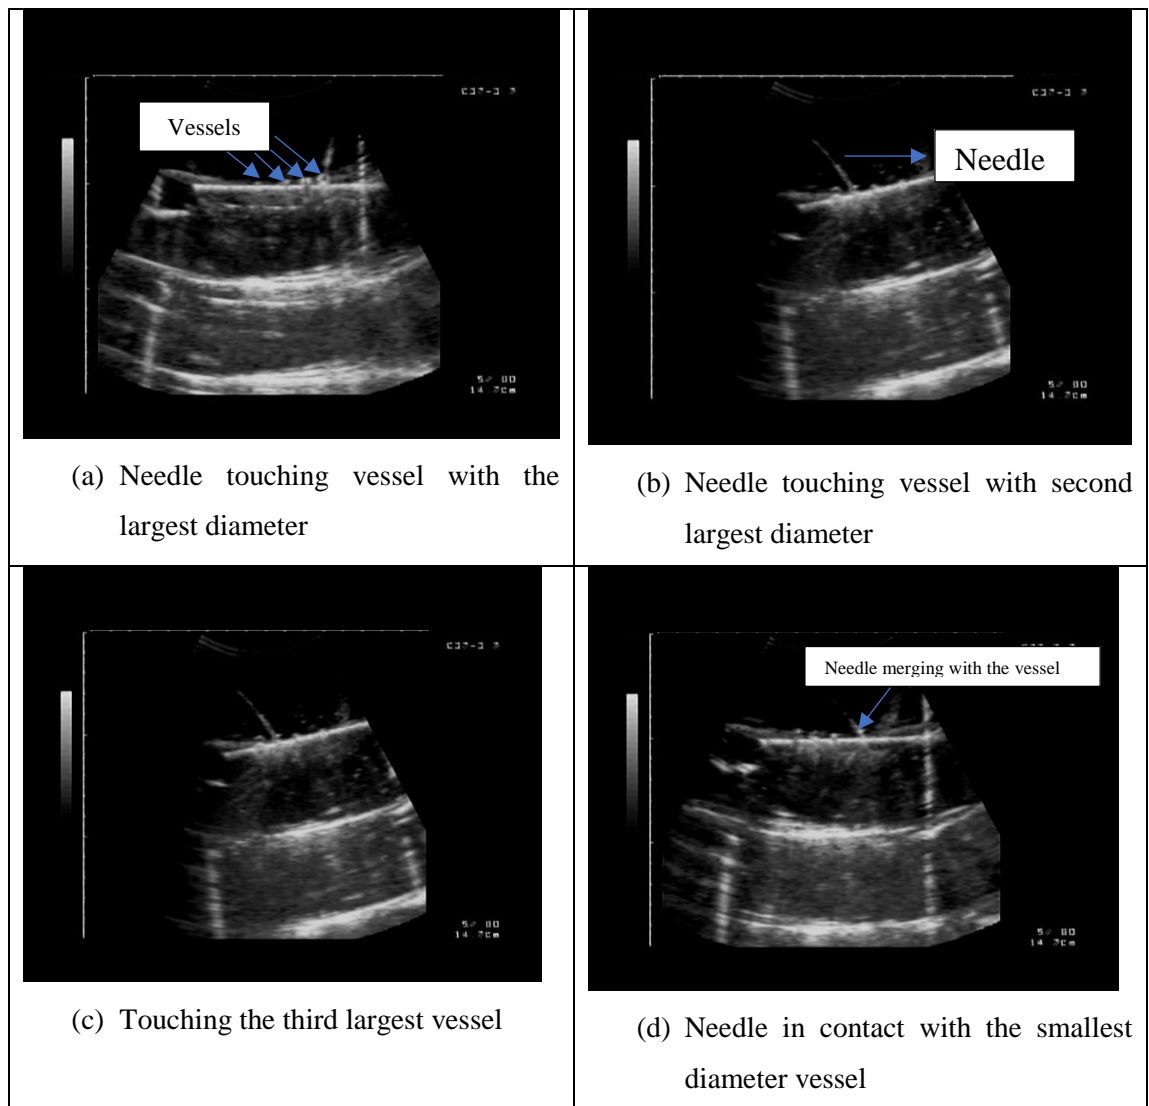 Vessels
Needle
(a) Needle touching vessel with the
largest diameter
(b) Needle touching vessel with second
largest diameter
Needle merging with the vessel
(c) Touching the third largest vessel
(d) Needle in contact with the smallest
diameter vessel